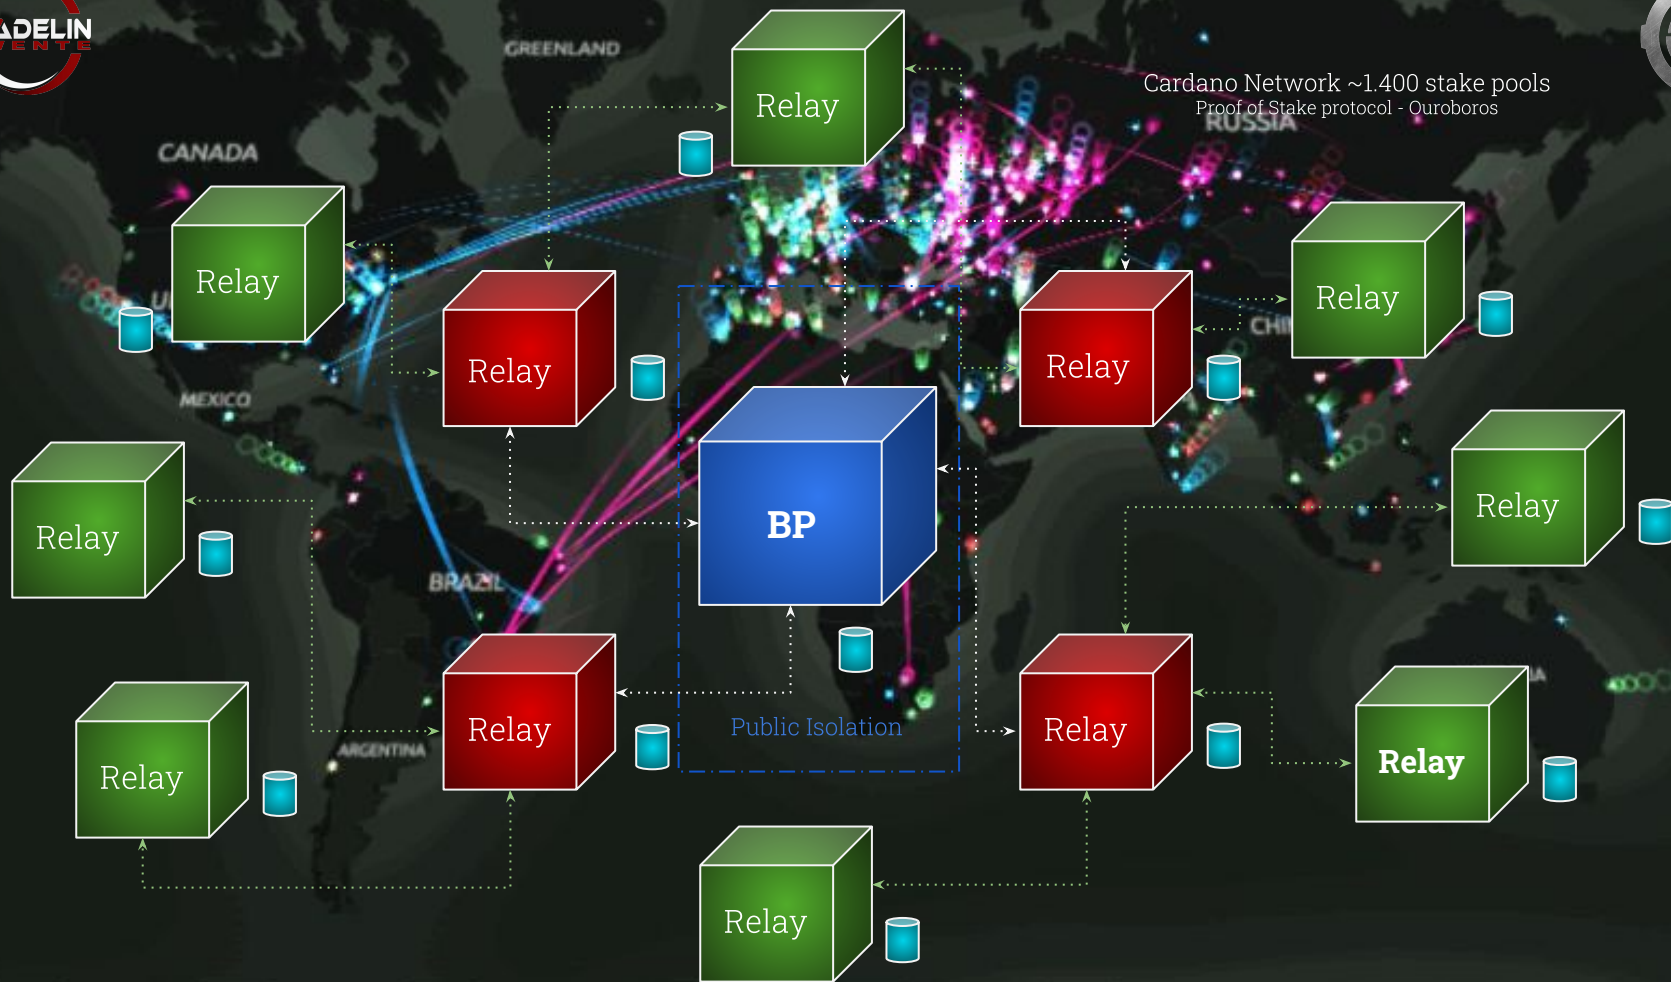 ADELIN
VENTE
GREENLAND
Relay
Cardano Network ~1.400 stake pools
Proof of Stake protocol - Ouroboros
RUSSIA
CANADA
Relay
Relay
Relay
Relay
MEXICO
Relay
Relay
BP
BRAZIL
Relay
Relay
Public Isolation
Relay
Relay
ARGENTINA
Relay
Relay